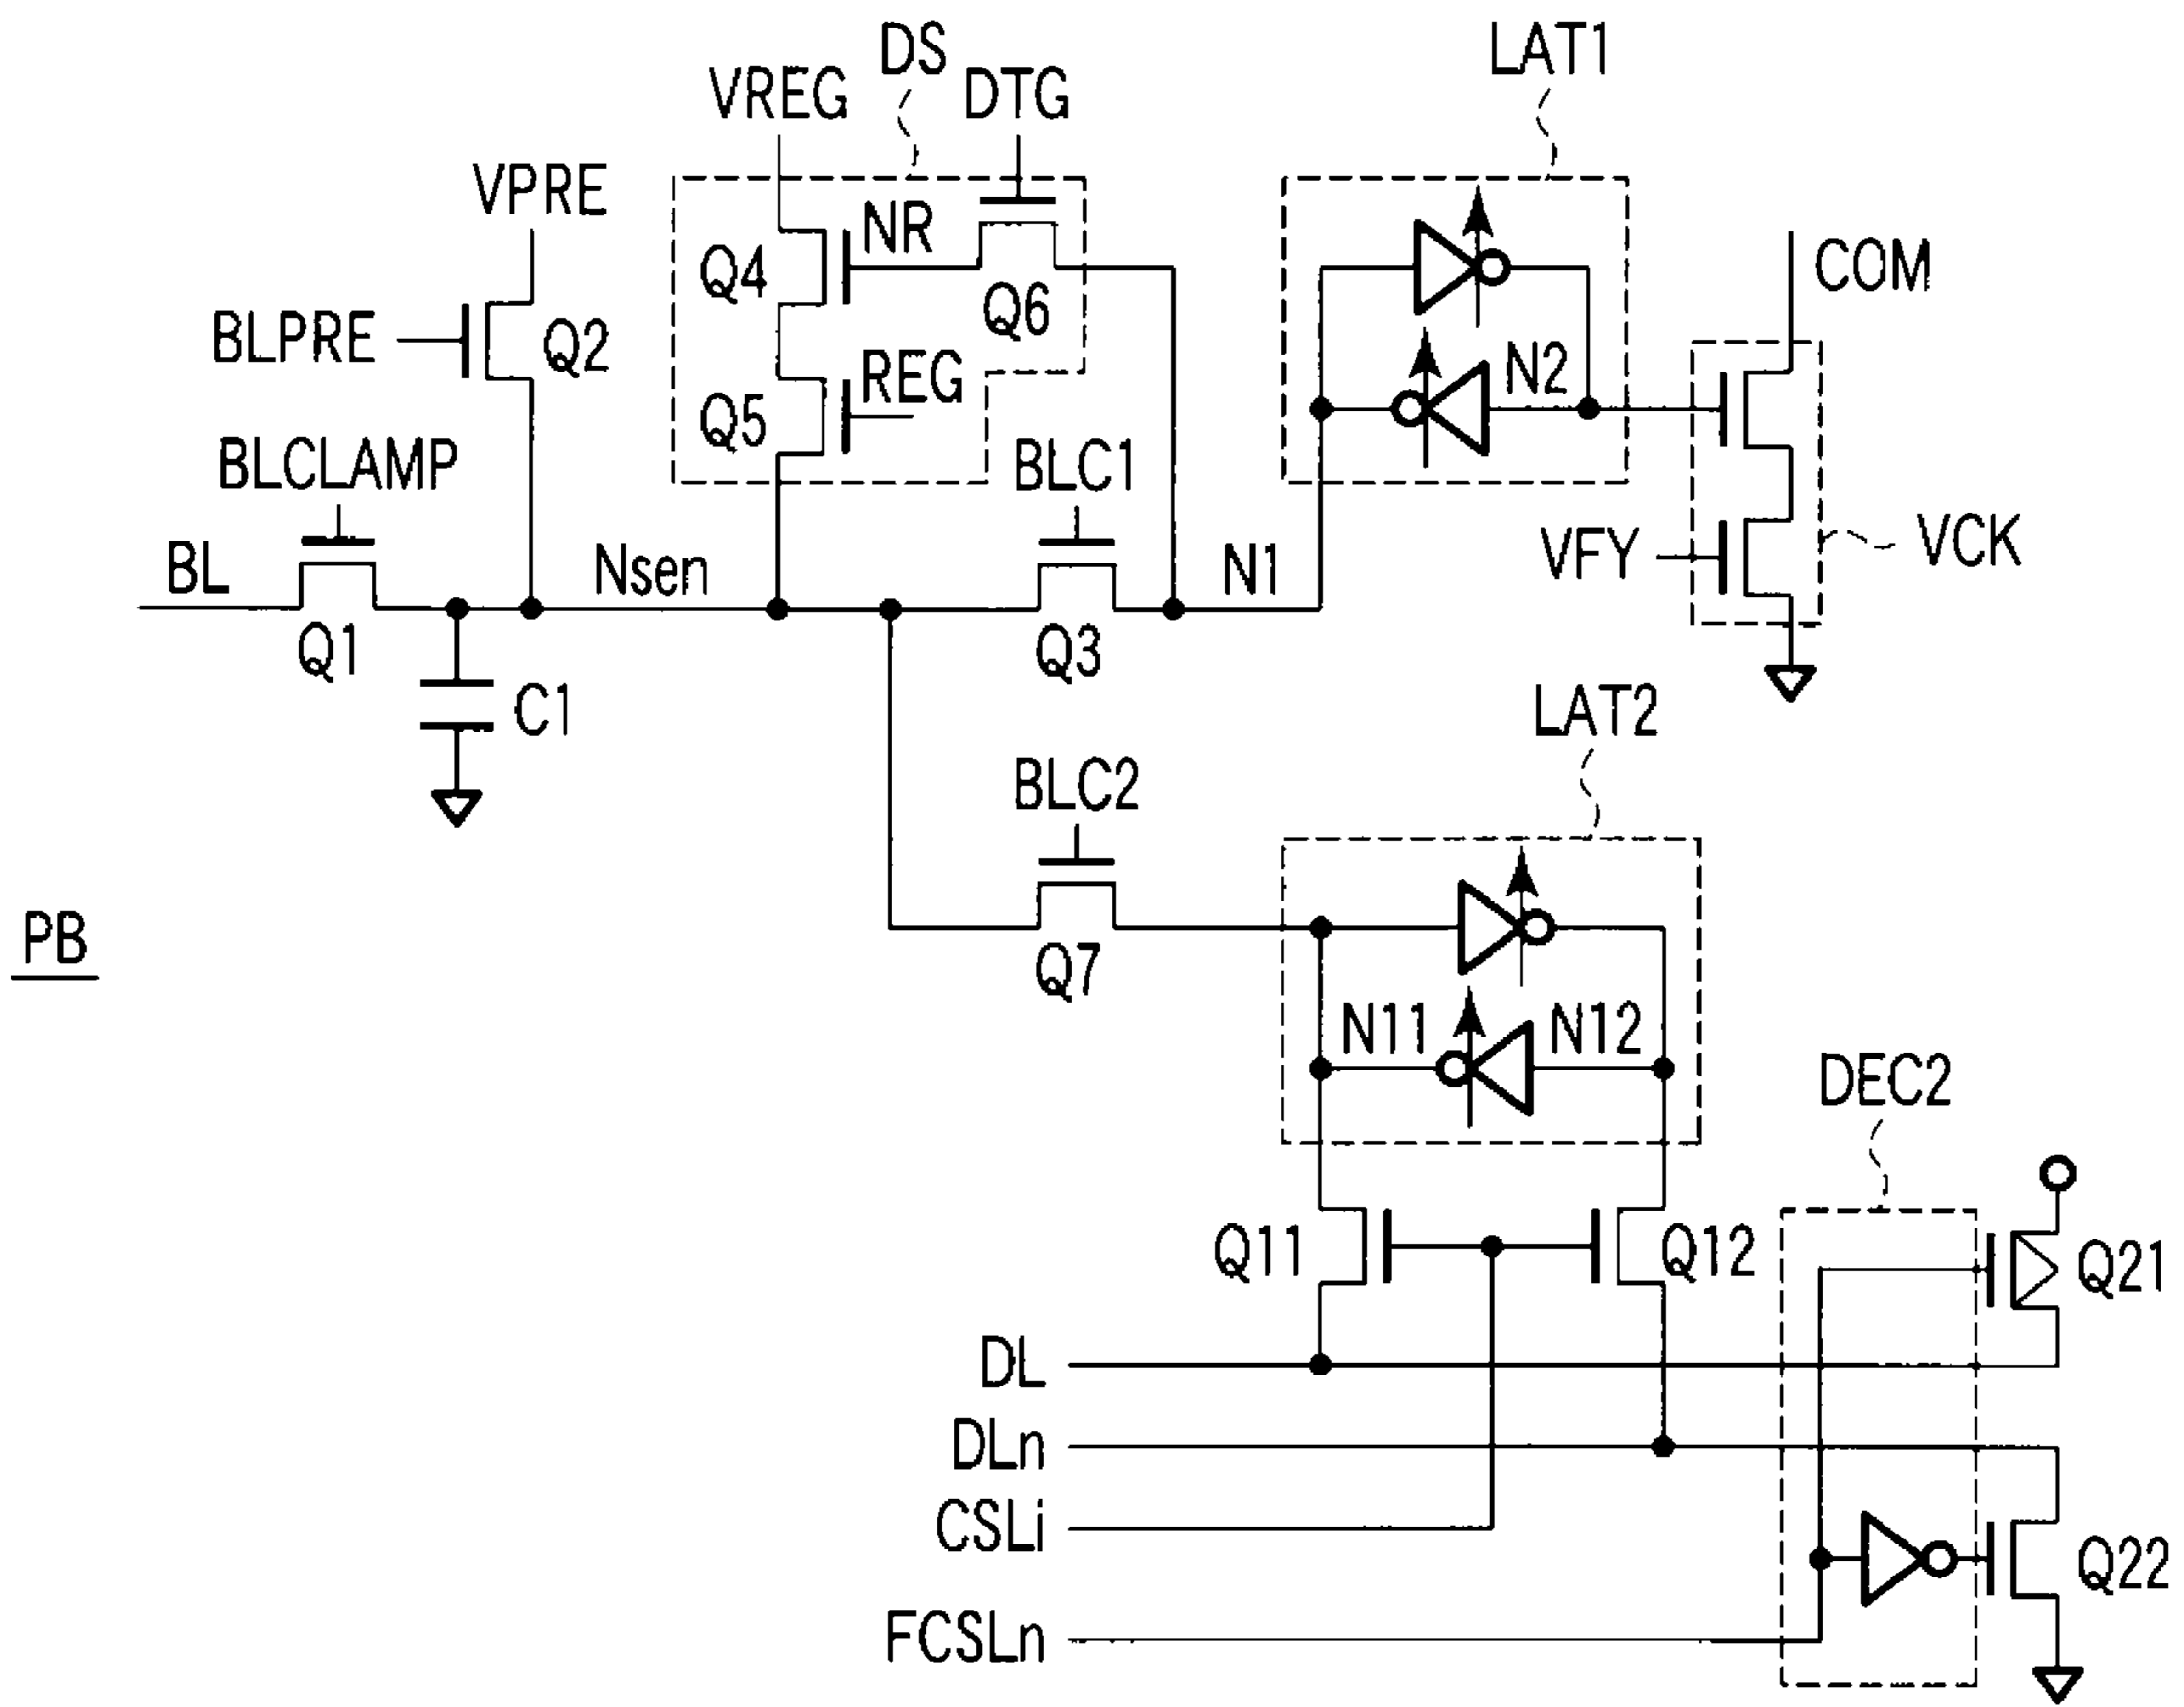 DS
LAT1
VREG
DTG
VPRE
NR
Q4
Q6
COM
BLPRE
Q2
REG
N2
Q5
BLCLAMP
BLC1
VFY
VCK
BL
Nsen
N1
Q1
Q3
C1
LAT2
BLC2
PB
Q7
N11
N12
DEC2
Q11
Q12
Q21
DL
DLn
CSLi
Q22
FCSLn